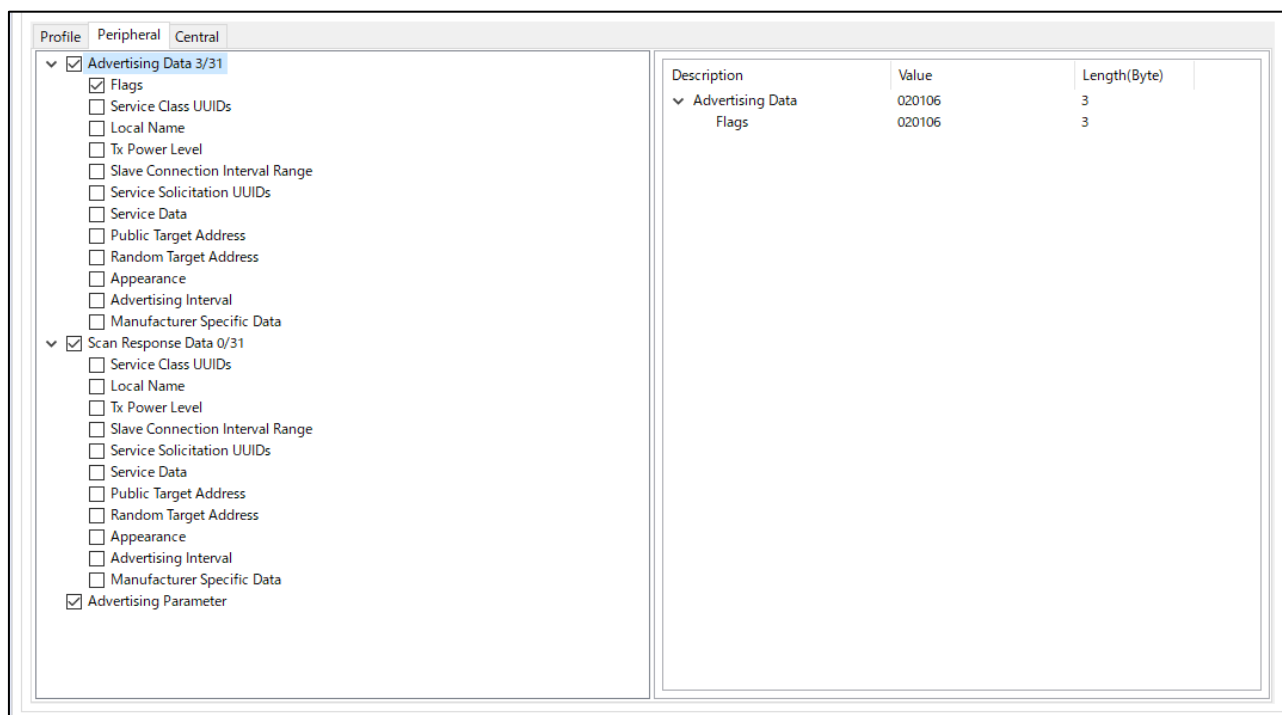 Profile Peripheral Central
Advertising Data 3/31
Flags
Service Class UUIDs
Local Name
Tx Power Level
Slave Connection Interval Range
Service Solicitation UUIDs
Service Data
Public Target Address
Random Target Address
Appearance
Advertising Interval
Manufacturer Specific Data
Scan Response Data 0/31
Service Class UUIDs
Local Name
Tx Power Level
Slave Connection Interval Range
Service Solicitation UUIDs
Service Data
Public Target Address
Random Target Address
Appearance
Advertising Interval
Manufacturer Specific Data
Advertising Parameter
Description Value Length(Byte)
Advertising Data 020106 3
Flags 020106 3